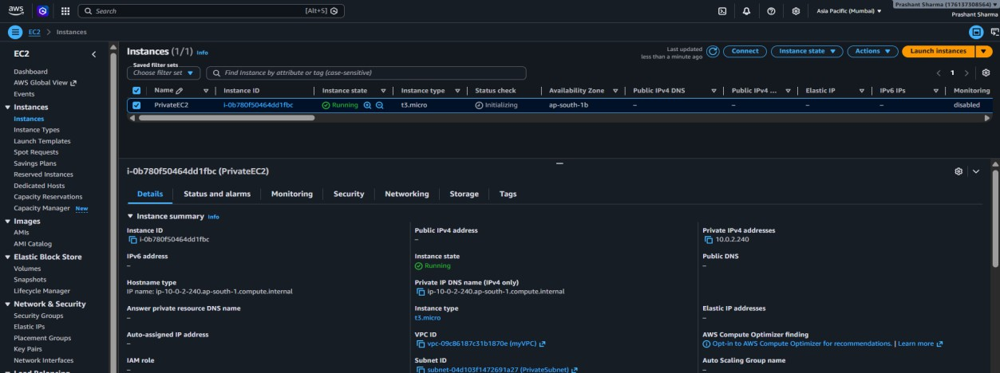 aws
Search [Alt+S]
Asia Pacific (Mumbai)
Prashant Sharma (176137308564)
Prashant Sharma
EC2 > Instances
EC2
Dashboard
AWS Global View
Events
Instances
Instances
Instance Types
Launch Templates
Spot Requests
Savings Plans
Reserved Instances
Dedicated Hosts
Capacity Reservations
Capacity Manager New
Images
AMIs
AMI Catalog
Elastic Block Store
Volumes
Snapshots
Lifecycle Manager
Network & Security
Security Groups
Elastic IPs
Placement Groups
Key Pairs
Network Interfaces
Load Balancing
Instances (1/1) Info
Last updated
less than a minute ago
Connect Instance state Actions Launch instances
Saved filter sets
Choose filter set Find Instance by attribute or tag (case-sensitive) 1
Name Instance ID Instance state Instance type Status check Availability Zone Public IPv4 DNS Public IPv4 ... Elastic IP IPv6 IPs Monitoring
PrivateEC2 i-0b780f50464dd1fbc Running t3.micro Initializing ap-south-1b – – – – disabled
i-0b780f50464dd1fbc (PrivateEC2)
Details Status and alarms Monitoring Security Networking Storage Tags
Instance summary Info
Instance ID Public IPv4 address Private IPv4 addresses
i-0b780f50464dd1fbc – 10.0.2.240
IPv6 address Instance state Public DNS
– Running –
Hostname type Private IP DNS name (IPv4 only)
IP name: ip-10-0-2-240.ap-south-1.compute.internal ip-10-0-2-240.ap-south-1.compute.internal
Answer private resource DNS name Instance type Elastic IP addresses
– t3.micro –
Auto-assigned IP address VPC ID AWS Compute Optimizer finding
– vpc-09c86187c31b1870e (myVPC) Opt-in to AWS Compute Optimizer for recommendations. | Learn more
IAM role Subnet ID Auto Scaling Group name
– subnet-04d103f1472691a27 (PrivateSubnet) –